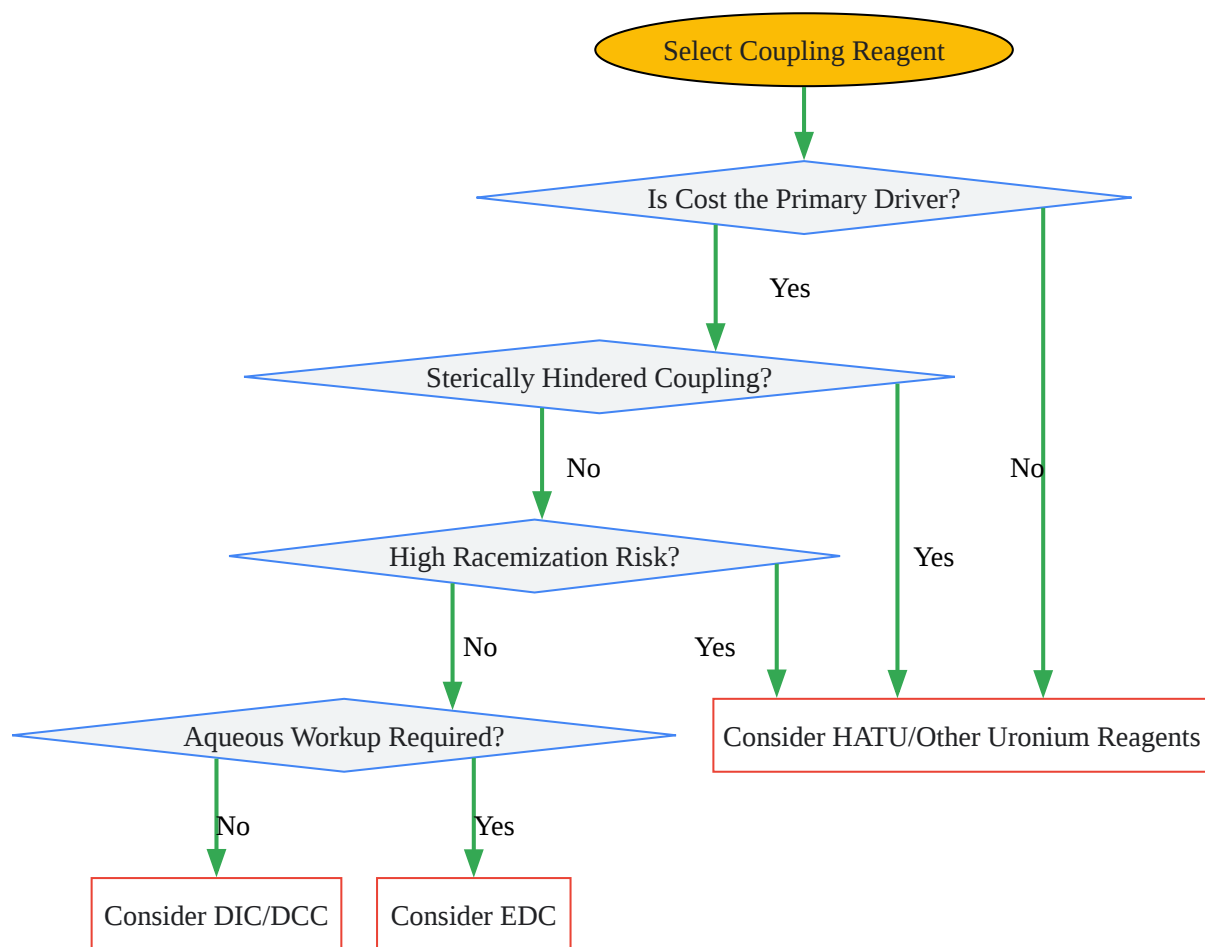 Select Coupling Reagent
Is Cost the Primary Driver?
Yes
Sterically Hindered Coupling?
No
No
High Racemization Risk?
Yes
No
Yes
Aqueous Workup Required?
Consider HATU/Other Uronium Reagents
No
Yes
Consider DIC/DCC
Consider EDC